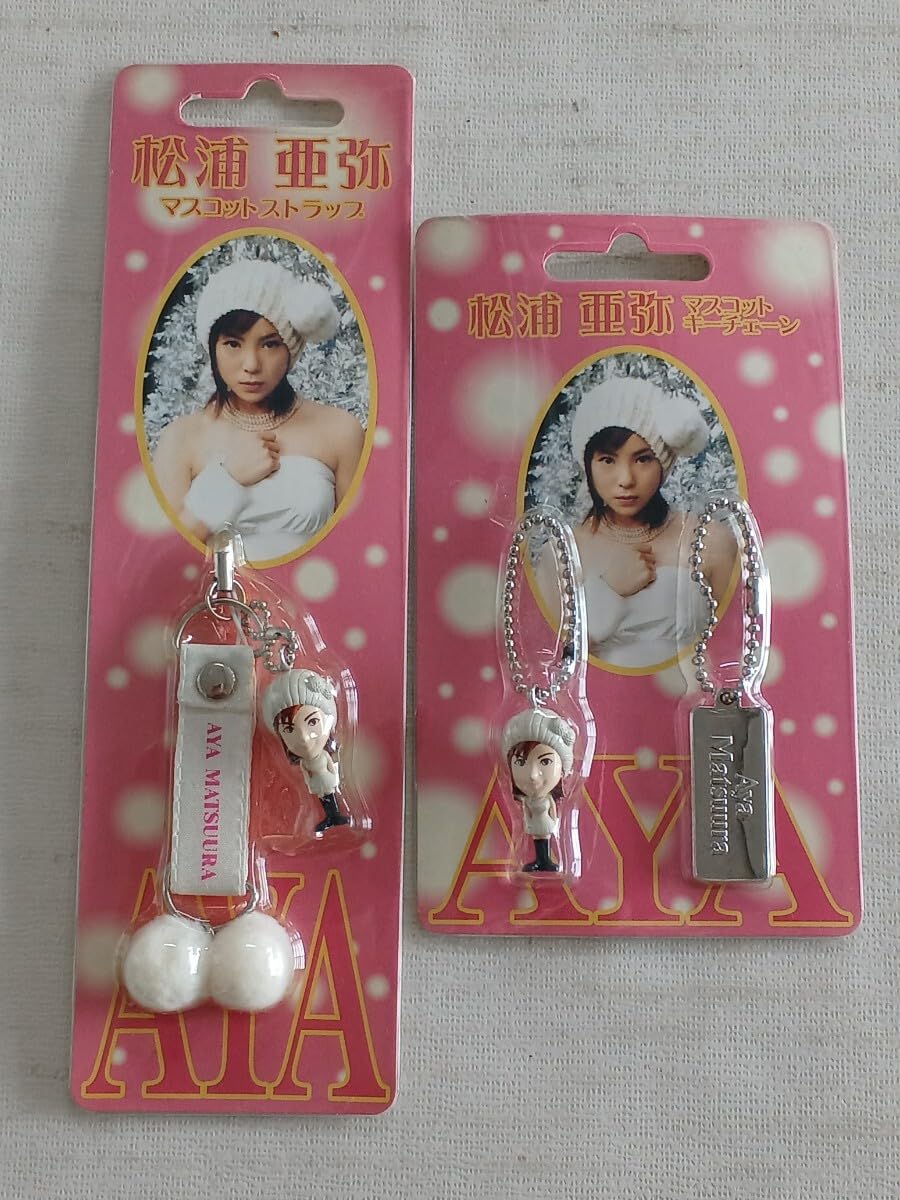 松浦 亜弥
マスコットストラップ
AYA MATSUURA
AYA
松浦 亜弥 マスコット
キーチェーン
Aya
Matsuura
AYA